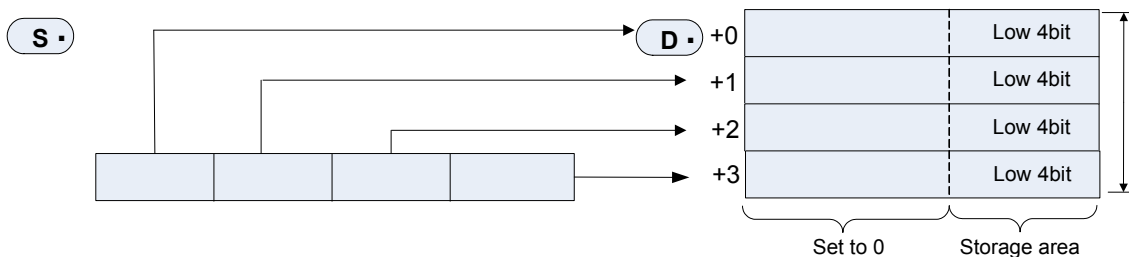 S·
D· +0 Low 4bit
+1 Low 4bit
+2 Low 4bit
+3 Low 4bit
Set to 0 Storage area